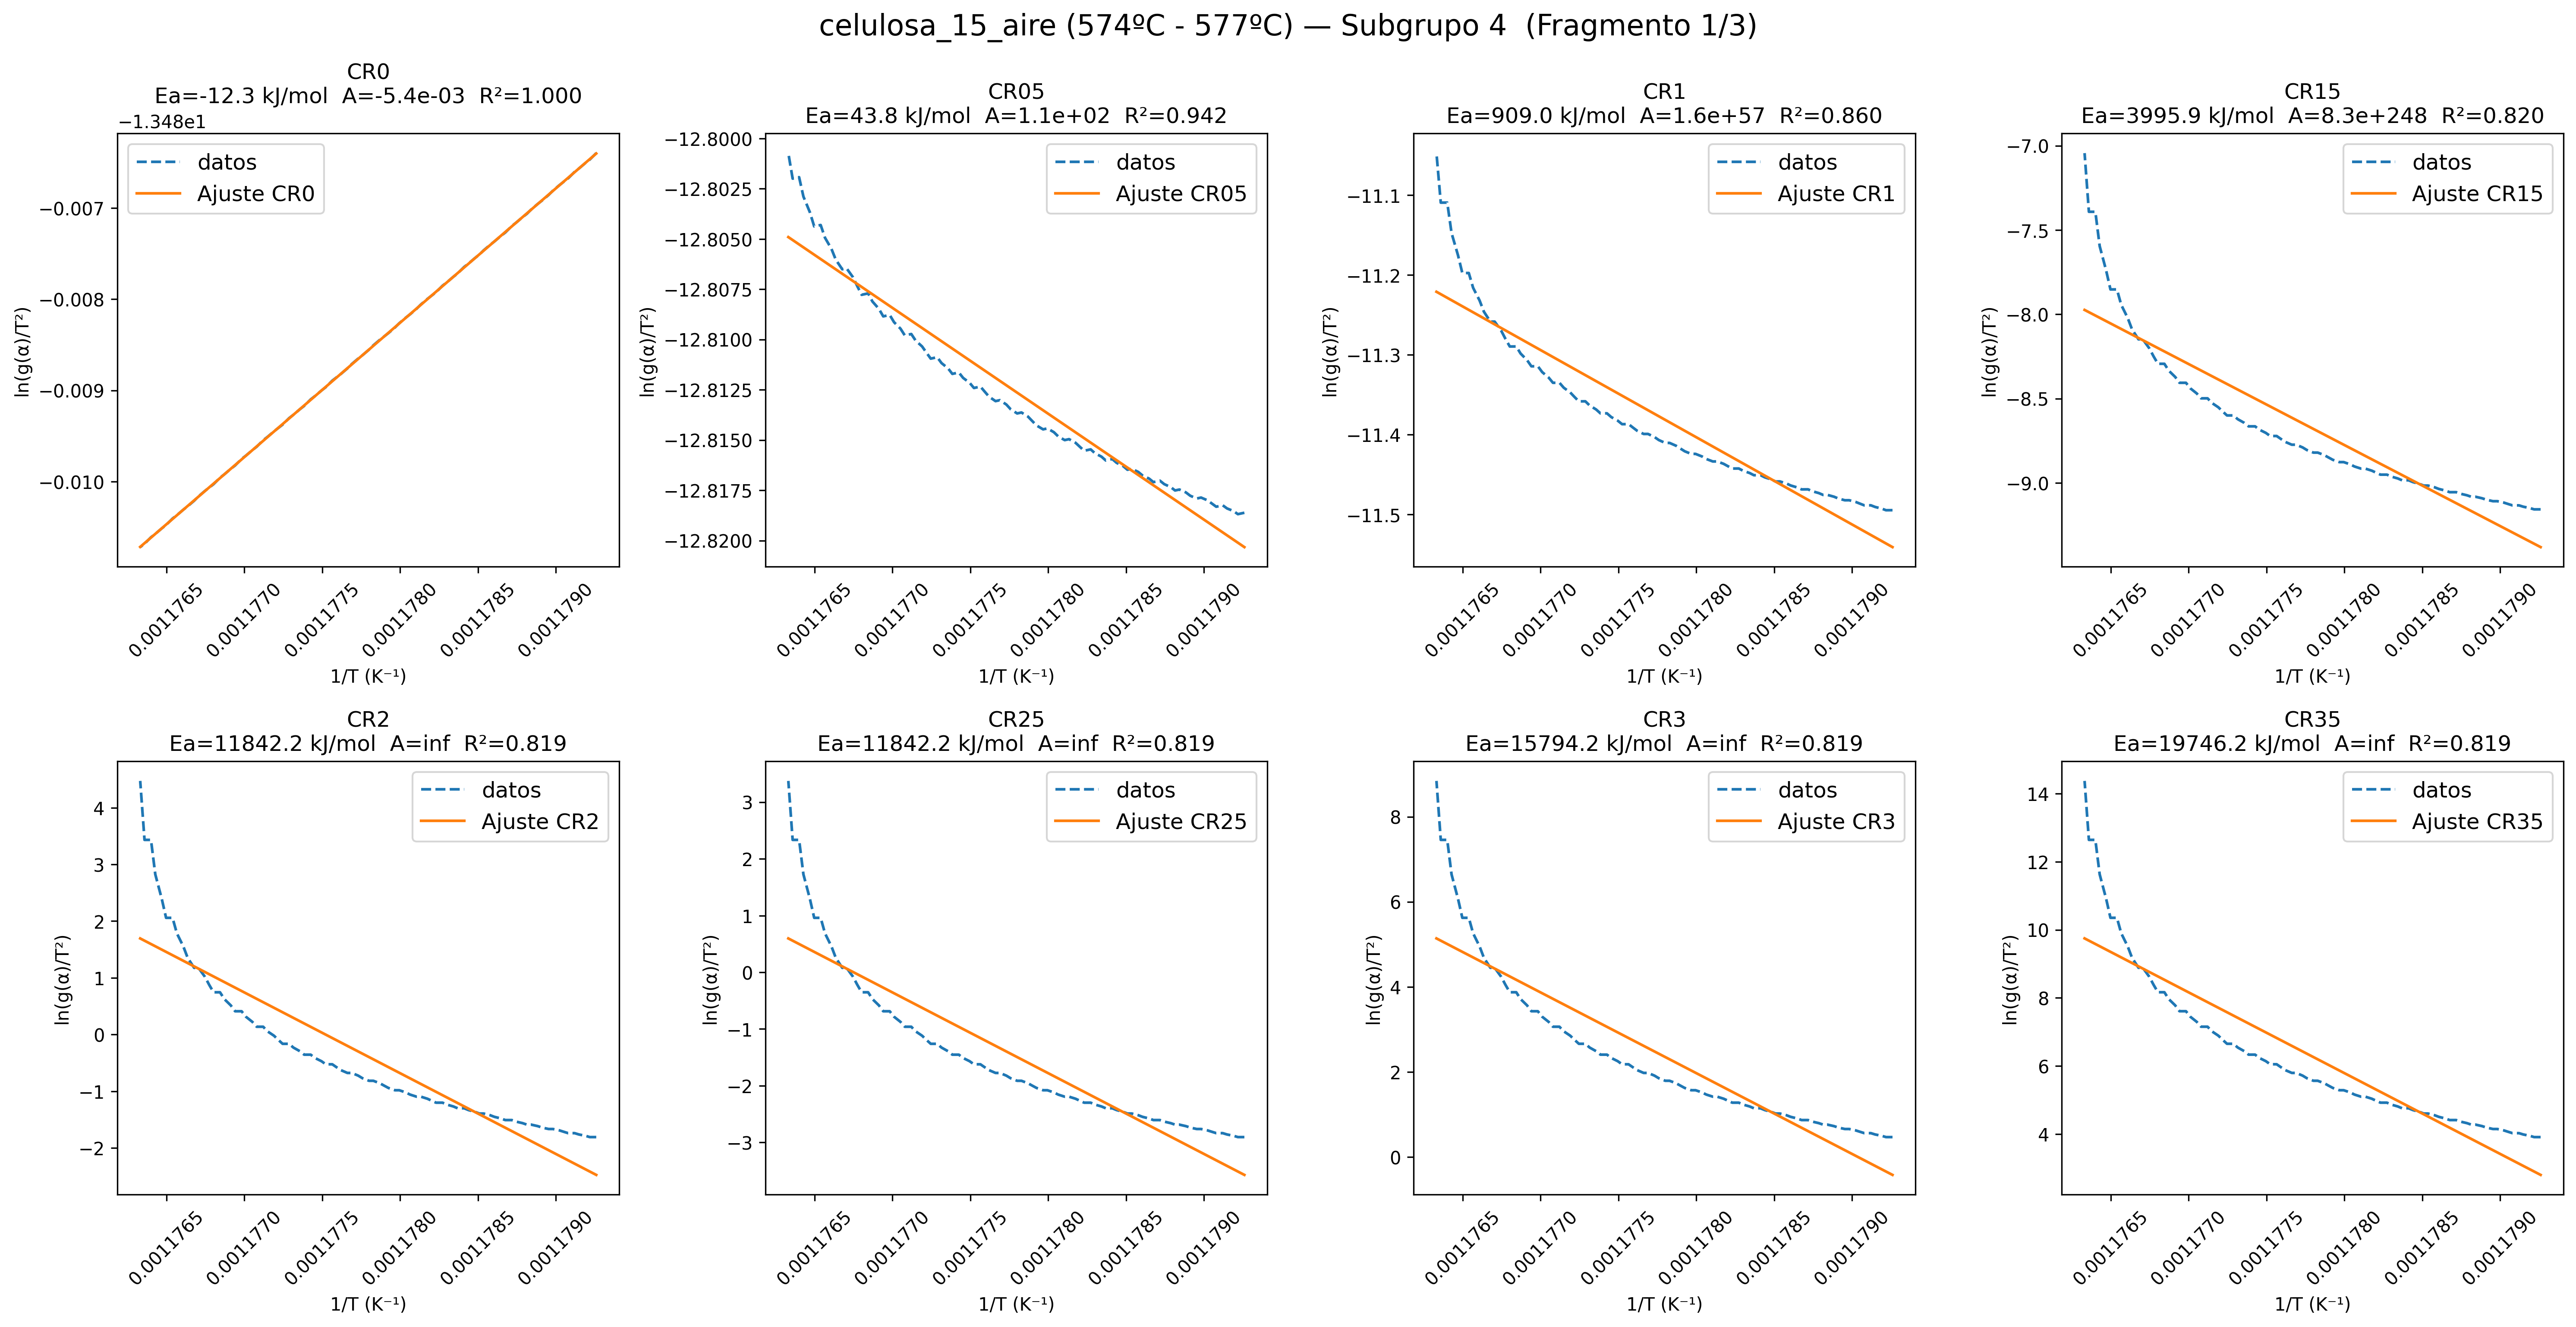 celulosa_15_aire (574ºC - 577ºC) — Subgrupo 4  (Fragmento 1/3)
CR0
Ea=-12.3 kJ/mol  A=-5.4e-03  R²=1.000
−1.348e1
datos
Ajuste CR0
−0.007
−0.008
−0.009
−0.010
ln(g(α)/T²)
0.0011765
0.0011770
0.0011775
0.0011780
0.0011785
0.0011790
1/T (K⁻¹)
CR05
Ea=43.8 kJ/mol  A=1.1e+02  R²=0.942
datos
Ajuste CR05
−12.8000
−12.8025
−12.8050
−12.8075
−12.8100
−12.8125
−12.8150
−12.8175
−12.8200
ln(g(α)/T²)
0.0011765
0.0011770
0.0011775
0.0011780
0.0011785
0.0011790
1/T (K⁻¹)
CR1
Ea=909.0 kJ/mol  A=1.6e+57  R²=0.860
datos
Ajuste CR1
−11.1
−11.2
−11.3
−11.4
−11.5
ln(g(α)/T²)
0.0011765
0.0011770
0.0011775
0.0011780
0.0011785
0.0011790
1/T (K⁻¹)
CR15
Ea=3995.9 kJ/mol  A=8.3e+248  R²=0.820
datos
Ajuste CR15
−7.0
−7.5
−8.0
−8.5
−9.0
ln(g(α)/T²)
0.0011765
0.0011770
0.0011775
0.0011780
0.0011785
0.0011790
1/T (K⁻¹)
CR2
Ea=11842.2 kJ/mol  A=inf  R²=0.819
datos
Ajuste CR2
4
3
2
1
0
−1
−2
ln(g(α)/T²)
0.0011765
0.0011770
0.0011775
0.0011780
0.0011785
0.0011790
1/T (K⁻¹)
CR25
Ea=11842.2 kJ/mol  A=inf  R²=0.819
datos
Ajuste CR25
3
2
1
0
−1
−2
−3
ln(g(α)/T²)
0.0011765
0.0011770
0.0011775
0.0011780
0.0011785
0.0011790
1/T (K⁻¹)
CR3
Ea=15794.2 kJ/mol  A=inf  R²=0.819
datos
Ajuste CR3
8
6
4
2
0
ln(g(α)/T²)
0.0011765
0.0011770
0.0011775
0.0011780
0.0011785
0.0011790
1/T (K⁻¹)
CR35
Ea=19746.2 kJ/mol  A=inf  R²=0.819
datos
Ajuste CR35
14
12
10
8
6
4
ln(g(α)/T²)
0.0011765
0.0011770
0.0011775
0.0011780
0.0011785
0.0011790
1/T (K⁻¹)